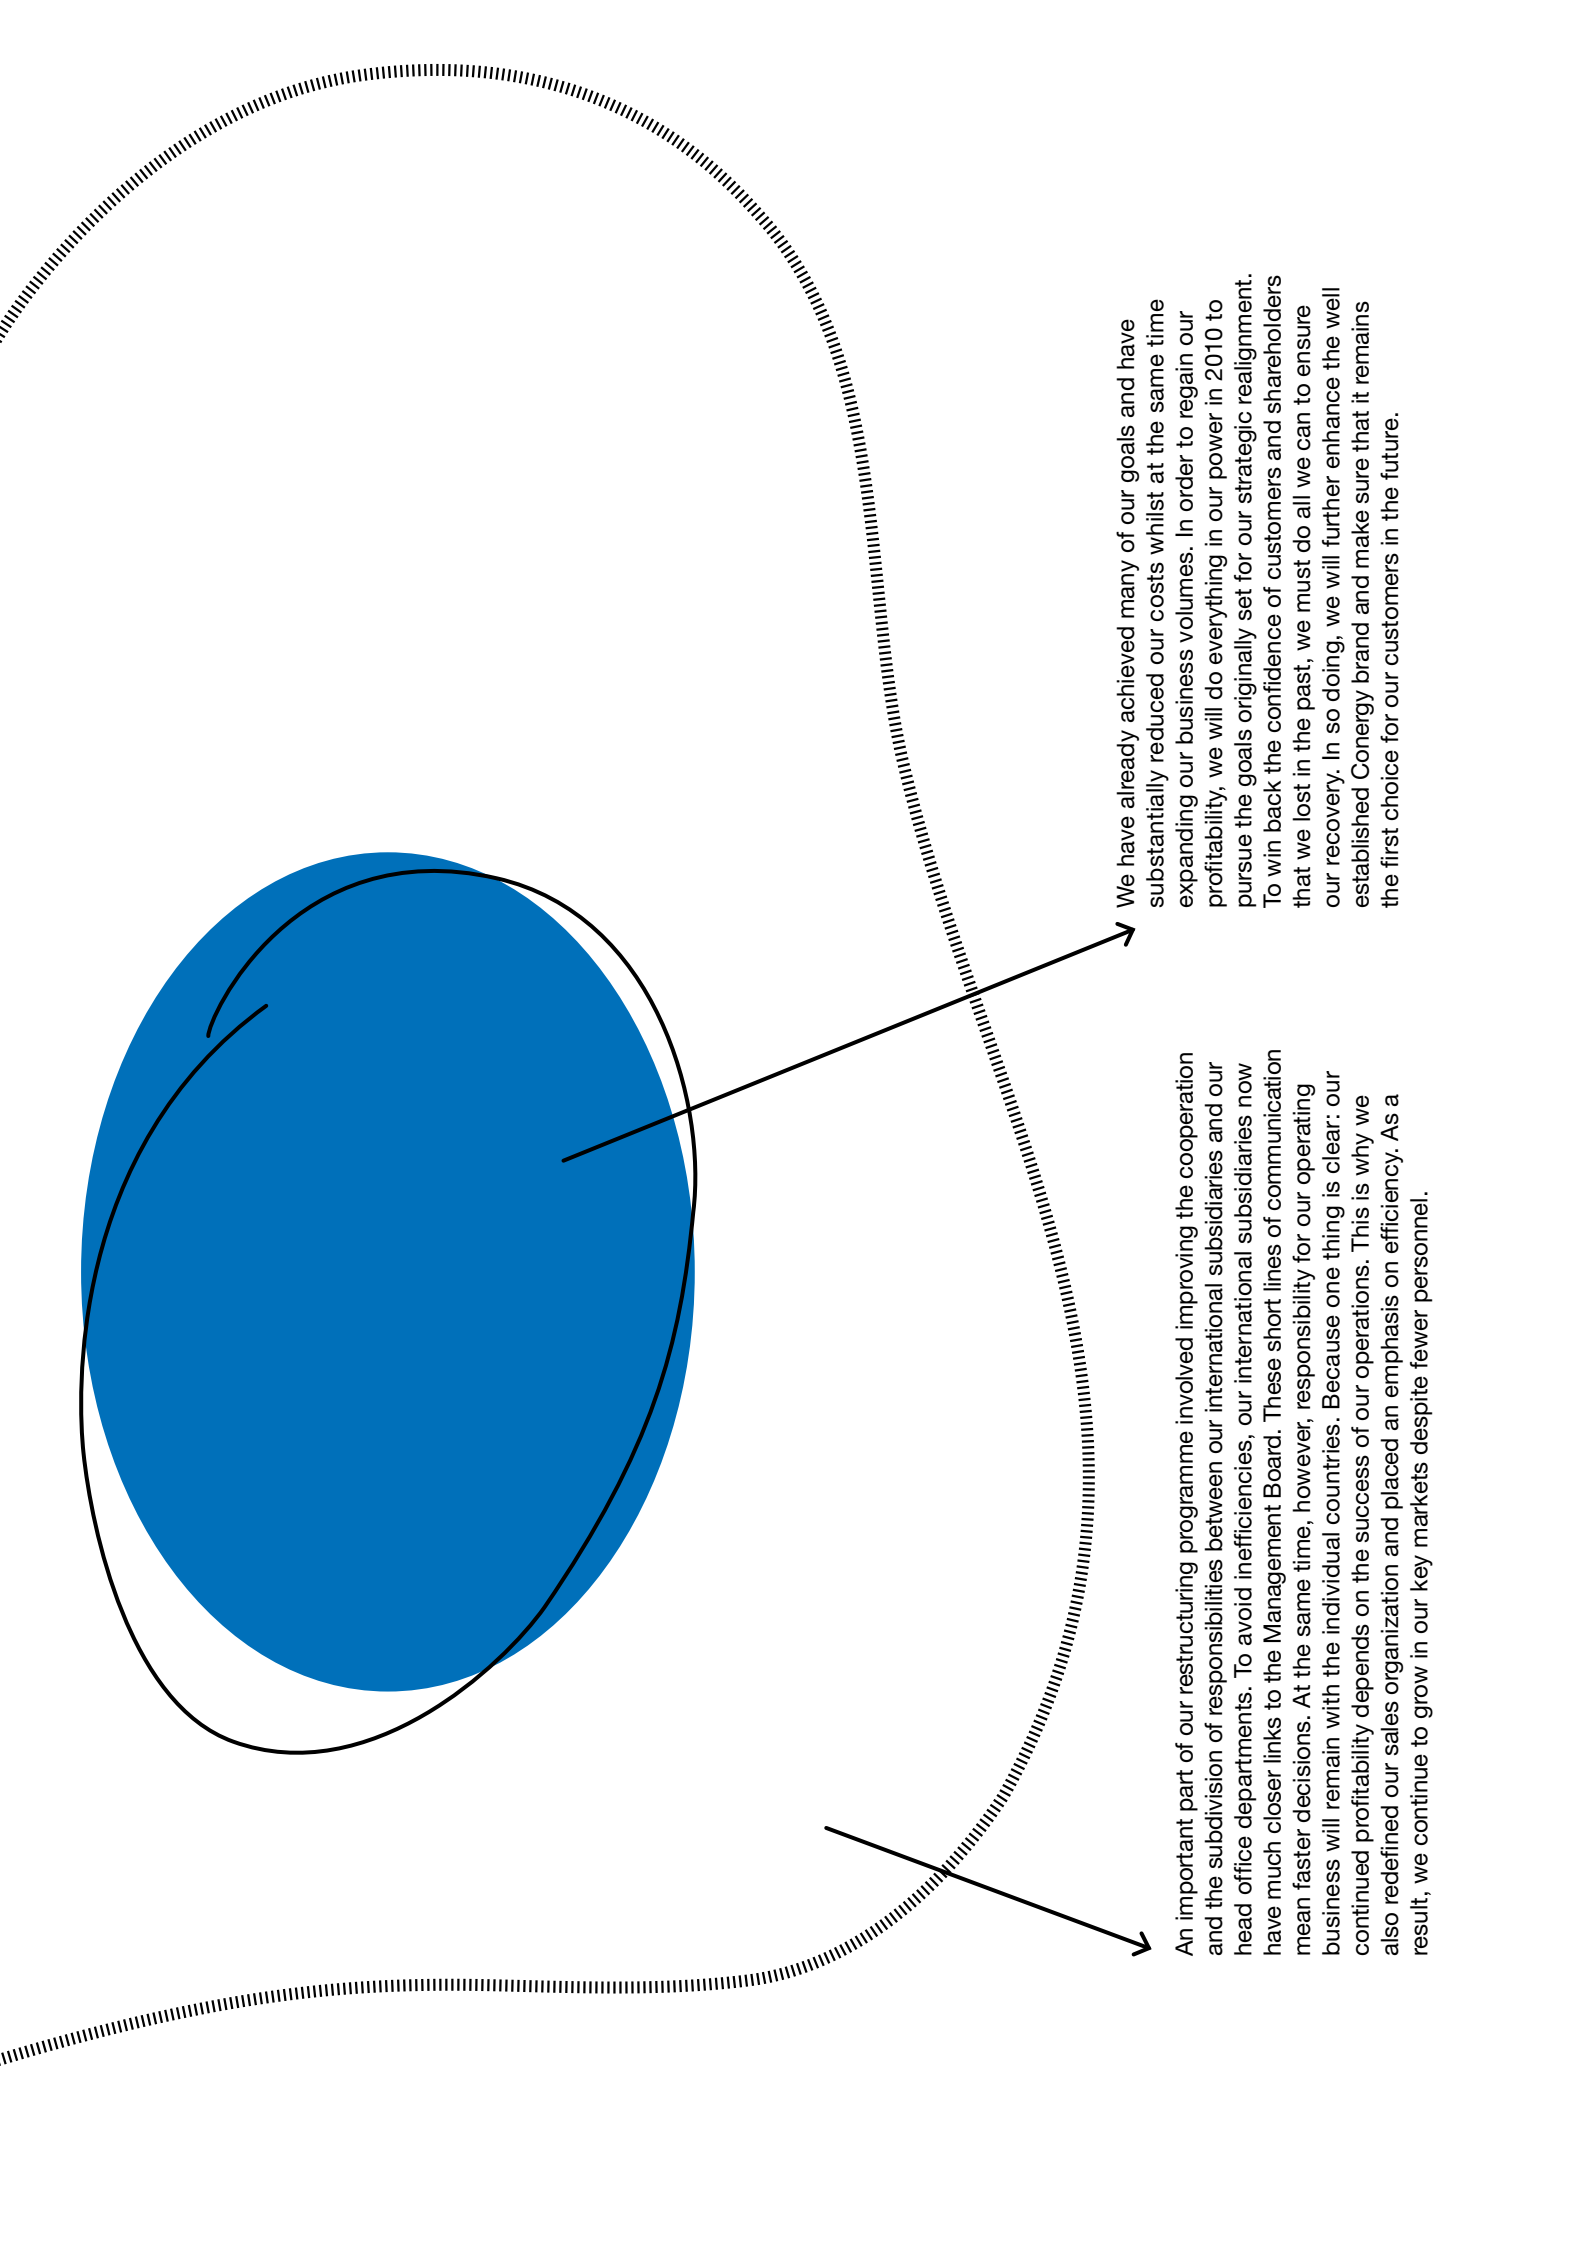 An important part of our restructuring programme involved improving the cooperation
and the subdivision of responsibilities between our international subsidiaries and our
head office departments. To avoid inefficiencies, our international subsidiaries now
have much closer links to the Management Board. These short lines of communication
mean faster decisions. At the same time, however, responsibility for our operating
business will remain with the individual countries. Because one thing is clear: our
continued profitability depends on the success of our operations. This is why we
also redefined our sales organization and placed an emphasis on efficiency. As a
result, we continue to grow in our key markets despite fewer personnel.
We have already achieved many of our goals and have
substantially reduced our costs whilst at the same time
expanding our business volumes. In order to regain our
profitability, we will do everything in our power in 2010 to
pursue the goals originally set for our strategic realignment.
To win back the confidence of customers and shareholders
that we lost in the past, we must do all we can to ensure
our recovery. In so doing, we will further enhance the well
established Conergy brand and make sure that it remains
the first choice for our customers in the future.